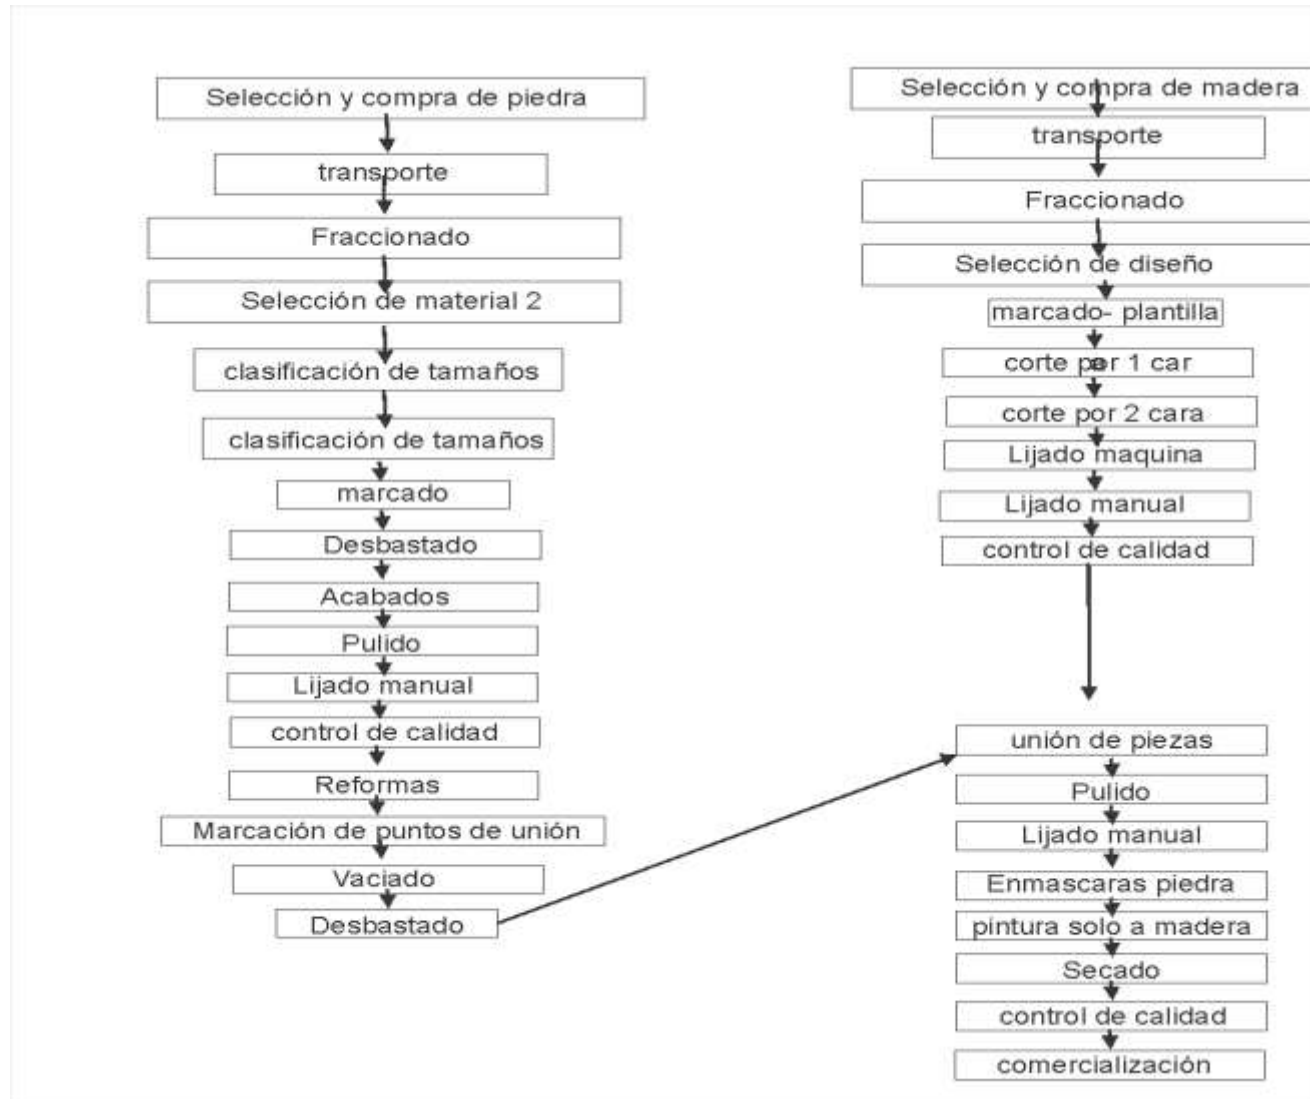 Selección y compra de piedra
transporte
Fraccionado
Selección de material 2
clasificación de tamaños
clasificación de tamaños
marcado
Desbastado
Acabados
Pulido
Lijado manual
control de calidad
Reformas
Marcación de puntos de unión
Vaciado
Desbastado
Selección y compra de madera
transporte
Fraccionado
Selección de diseño
marcado- plantilla
corte por 1 car
a
corte por 2 cara
Lijado maquina
Lijado manual
control de calidad
unión de piezas
Pulido
Lijado manual
Enmascaras piedra
pintura solo a madera
Secado
control de calidad
comercialización